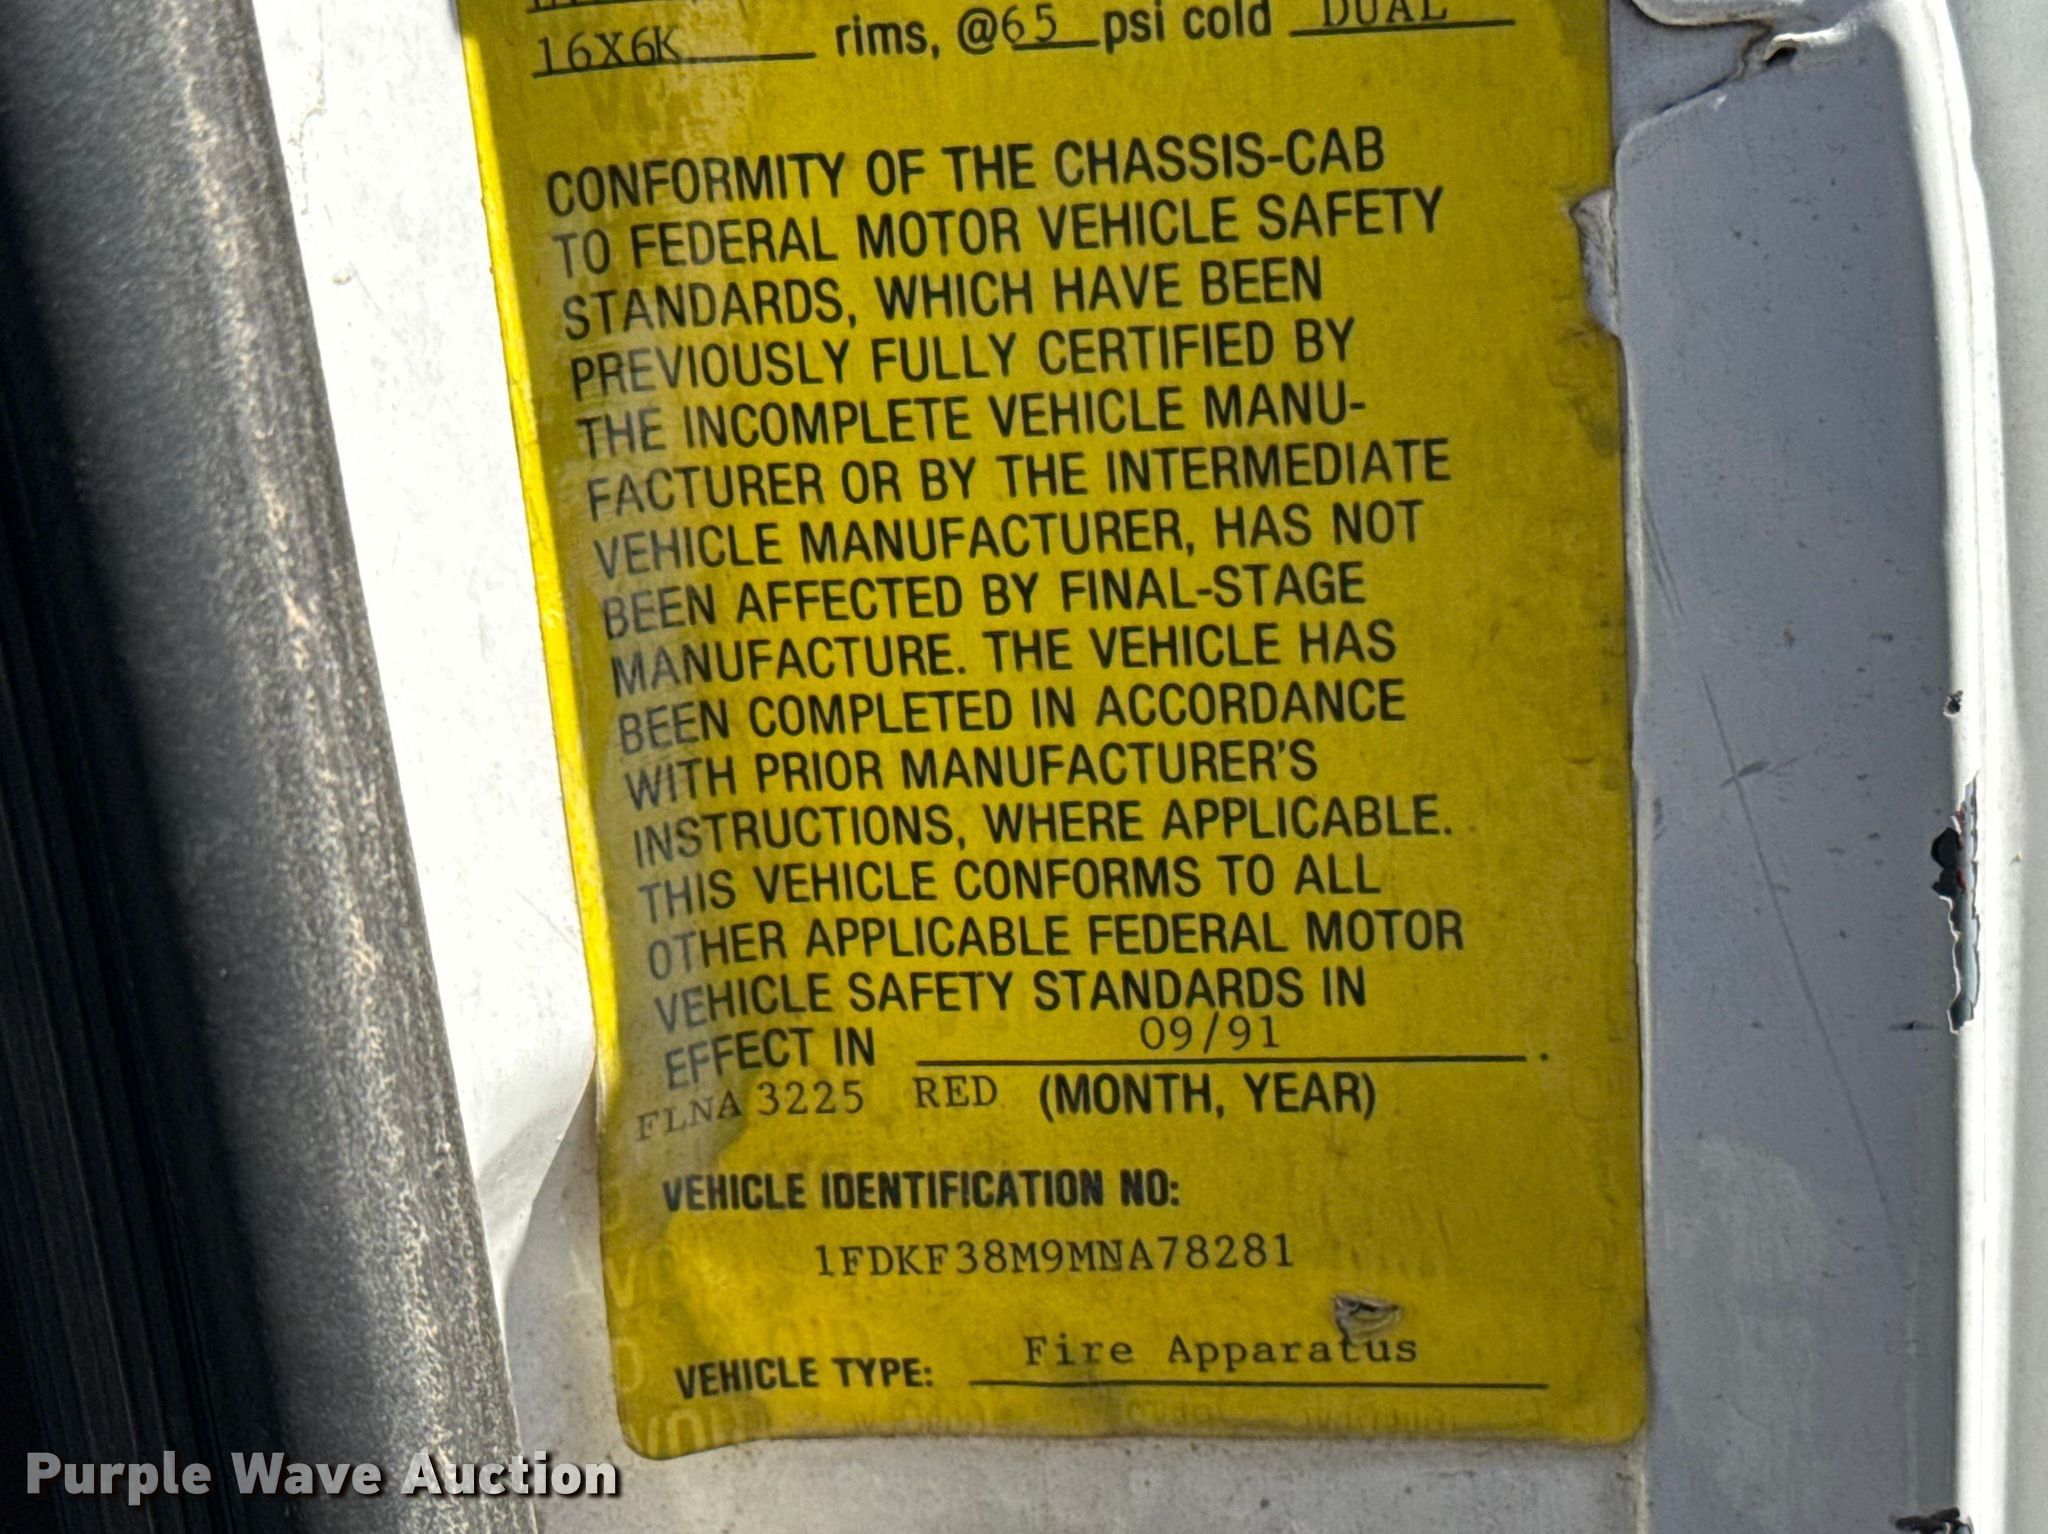 16X6K rims, @65 psi cold DUAL
CONFORMITY OF THE CHASSIS-CAB
TO FEDERAL MOTOR VEHICLE SAFETY
STANDARDS, WHICH HAVE BEEN
PREVIOUSLY FULLY CERTIFIED BY
THE INCOMPLETE VEHICLE MANU-
FACTURER OR BY THE INTERMEDIATE
VEHICLE MANUFACTURER, HAS NOT
BEEN AFFECTED BY FINAL-STAGE
MANUFACTURE. THE VEHICLE HAS
BEEN COMPLETED IN ACCORDANCE
WITH PRIOR MANUFACTURER'S
INSTRUCTIONS, WHERE APPLICABLE.
THIS VEHICLE CONFORMS TO ALL
OTHER APPLICABLE FEDERAL MOTOR
VEHICLE SAFETY STANDARDS IN
EFFECT IN 09/91.
FLNA 3225 RED (MONTH, YEAR)
VEHICLE IDENTIFICATION NO:
1FDKF38M9MNA78281
VEHICLE TYPE: Fire Apparatus
Purple Wave Auction